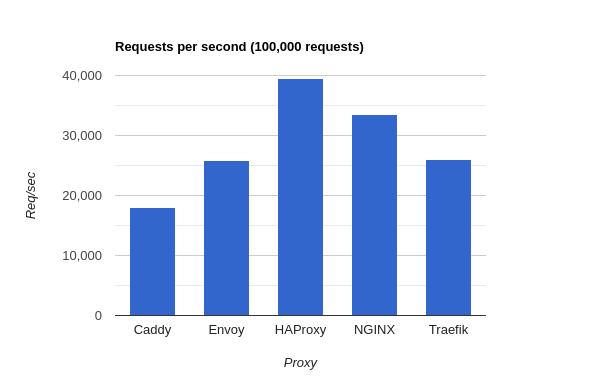 Requests per second (100,000 requests)
40,000
30,000
20,000
10,000
0
Req/sec
Caddy Envoy HAProxy NGINX Traefik
Proxy